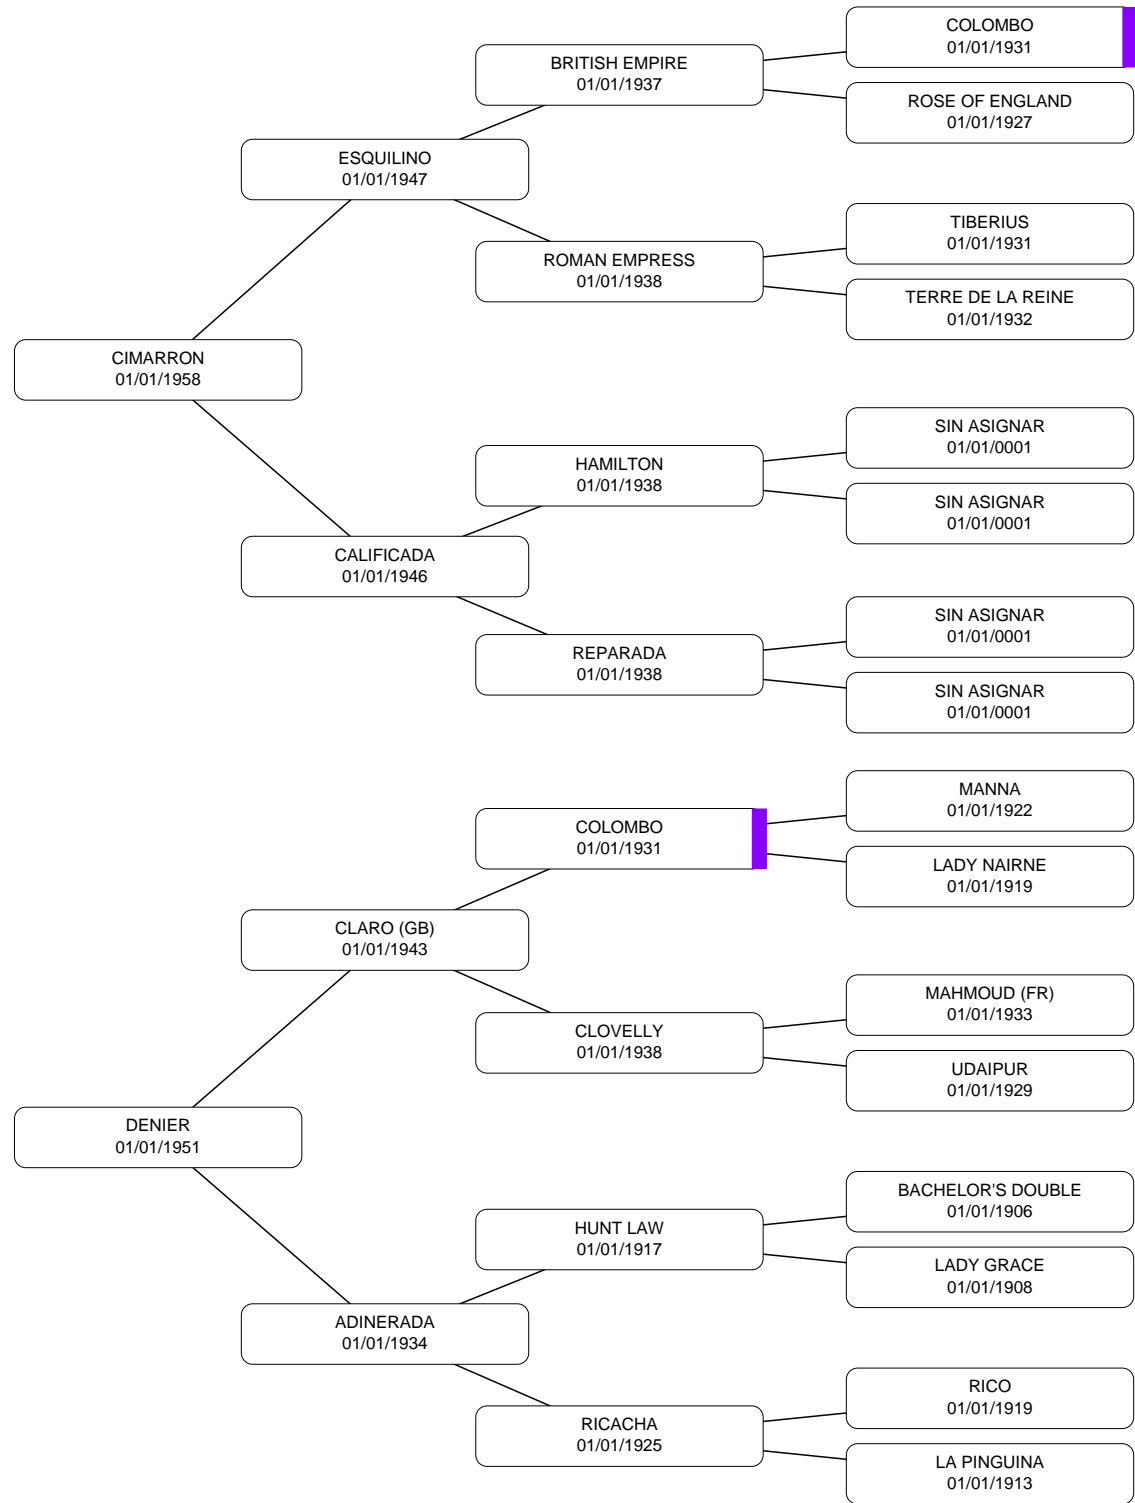 COLOMBO
01/01/1931
BRITISH EMPIRE
01/01/1937
ROSE OF ENGLAND
01/01/1927
ESQUILINO
01/01/1947
TIBERIUS
01/01/1931
ROMAN EMPRESS
01/01/1938
TERRE DE LA REINE
01/01/1932
CIMARRON
01/01/1958
SIN ASIGNAR
01/01/0001
HAMILTON
01/01/1938
SIN ASIGNAR
01/01/0001
CALIFICADA
01/01/1946
SIN ASIGNAR
01/01/0001
REPARADA
01/01/1938
SIN ASIGNAR
01/01/0001
MANNA
01/01/1922
COLOMBO
01/01/1931
LADY NAIRNE
01/01/1919
CLARO (GB)
01/01/1943
MAHMOUD (FR)
01/01/1933
CLOVELLY
01/01/1938
UDAIPUR
01/01/1929
DENIER
01/01/1951
BACHELOR'S DOUBLE
01/01/1906
HUNT LAW
01/01/1917
LADY GRACE
01/01/1908
ADINERADA
01/01/1934
RICO
01/01/1919
RICACHA
01/01/1925
LA PINGUINA
01/01/1913